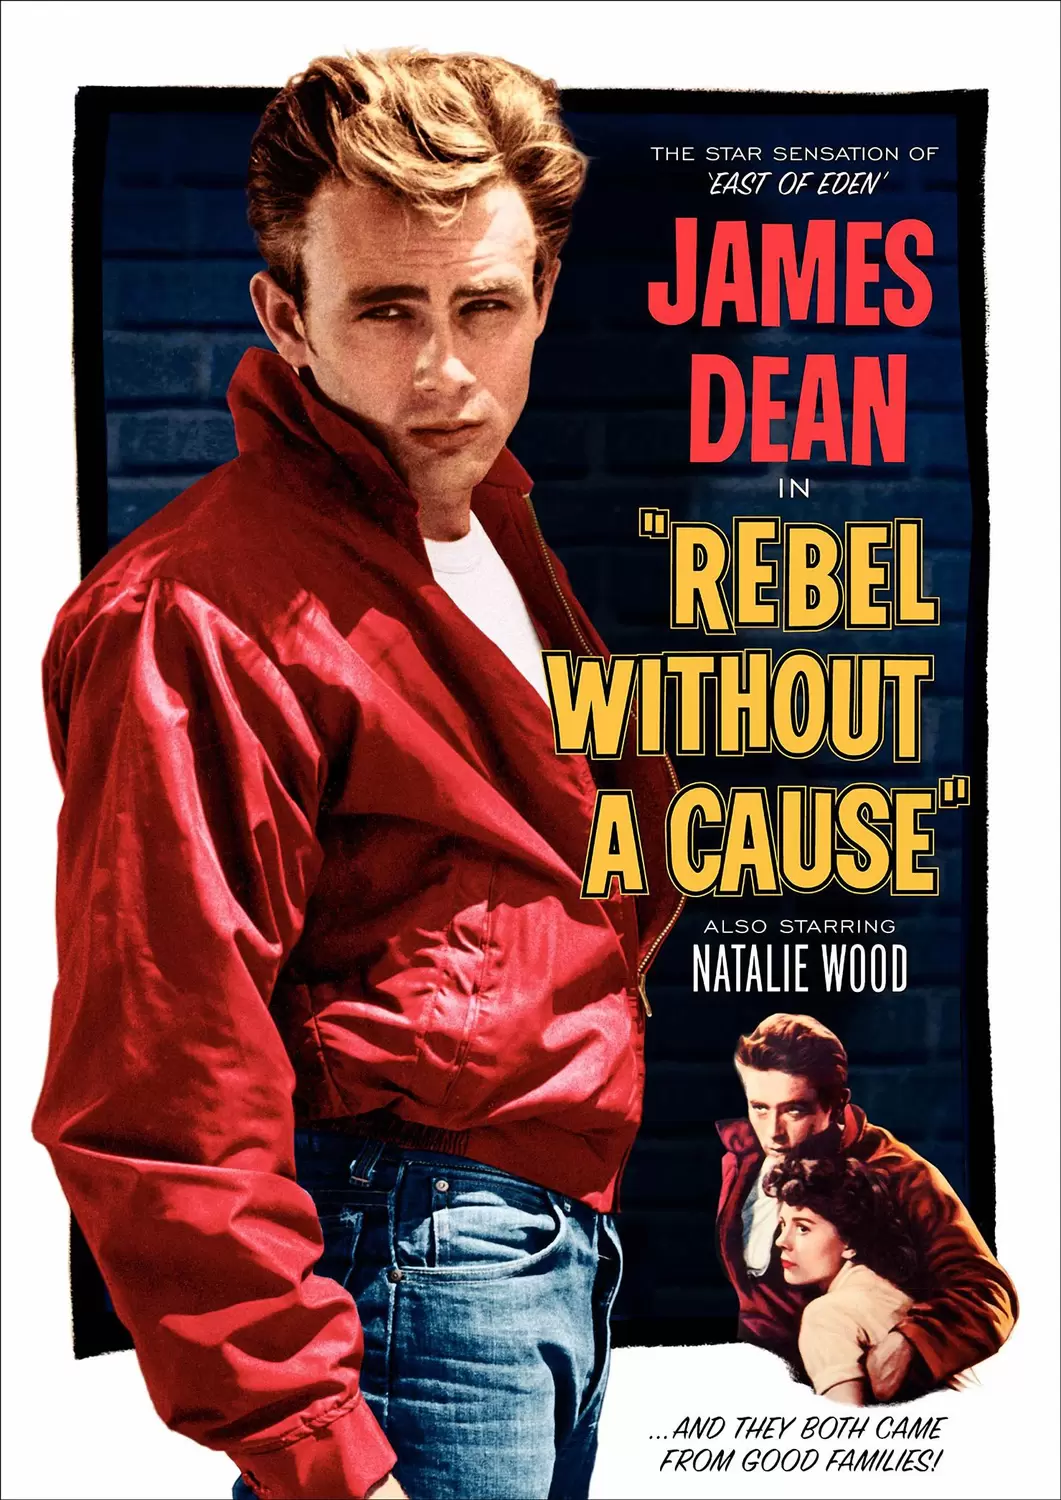 THE STAR SENSATION OF
'EAST OF EDEN'
JAMES
DEAN
IN
"REBEL
WITHOUT
A CAUSE"
ALSO STARRING
NATALIE WOOD
...AND THEY BOTH CAME
FROM GOOD FAMILIES!